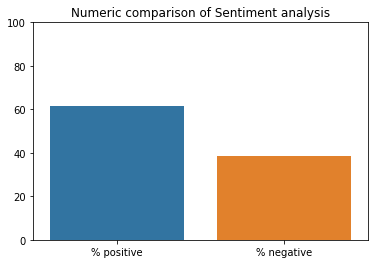 Numeric comparison of Sentiment analysis
100
80
60
40
20
0
% positive
% negative